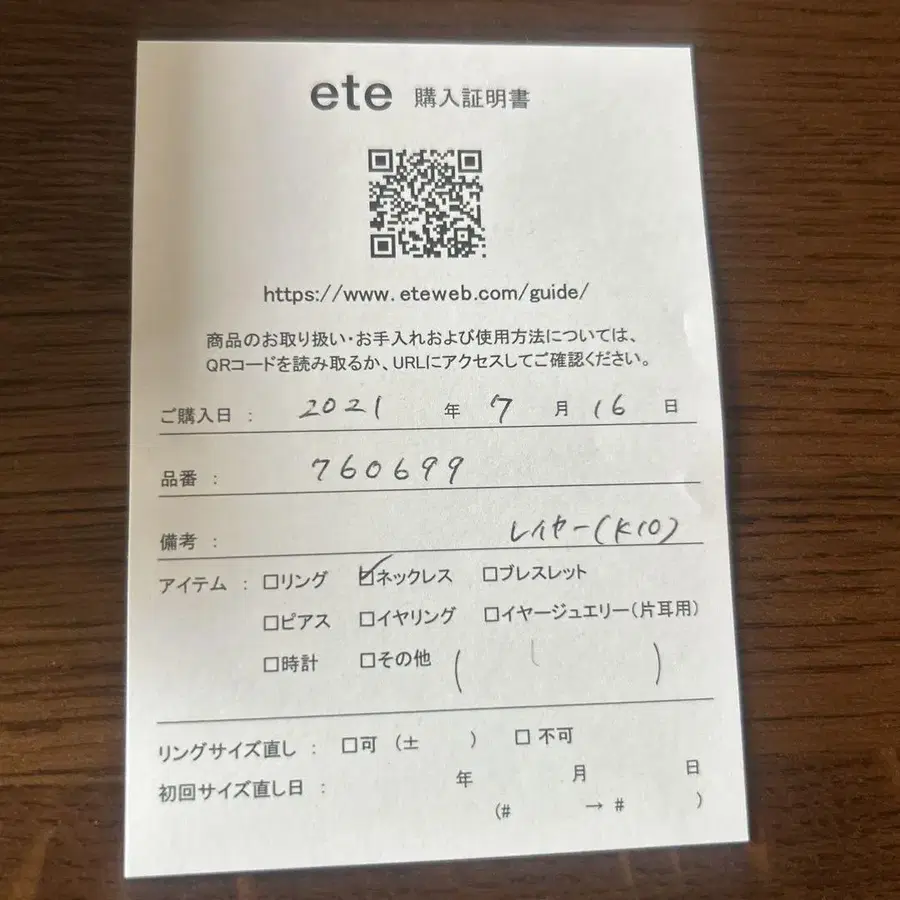 ete 購入証明書
https://www.eteweb.com/guide/
商品のお取り扱い・お手入れおよび使用方法については、
QRコードを読み取るか、URLにアクセスしてご確認ください。
ご購入日 : 2021 年 7 月 16 日
品番 : 760699
備考 : レイヤー(K10)
アイテム : □リング ☑ネックレス □ブレスレット
□ピアス □イヤリング □イヤージュエリー(片耳用)
□時計 □その他 ( )
リングサイズ直し : □可 (± ) □ 不可
初回サイズ直し日 : 年 月 日
(# → # )